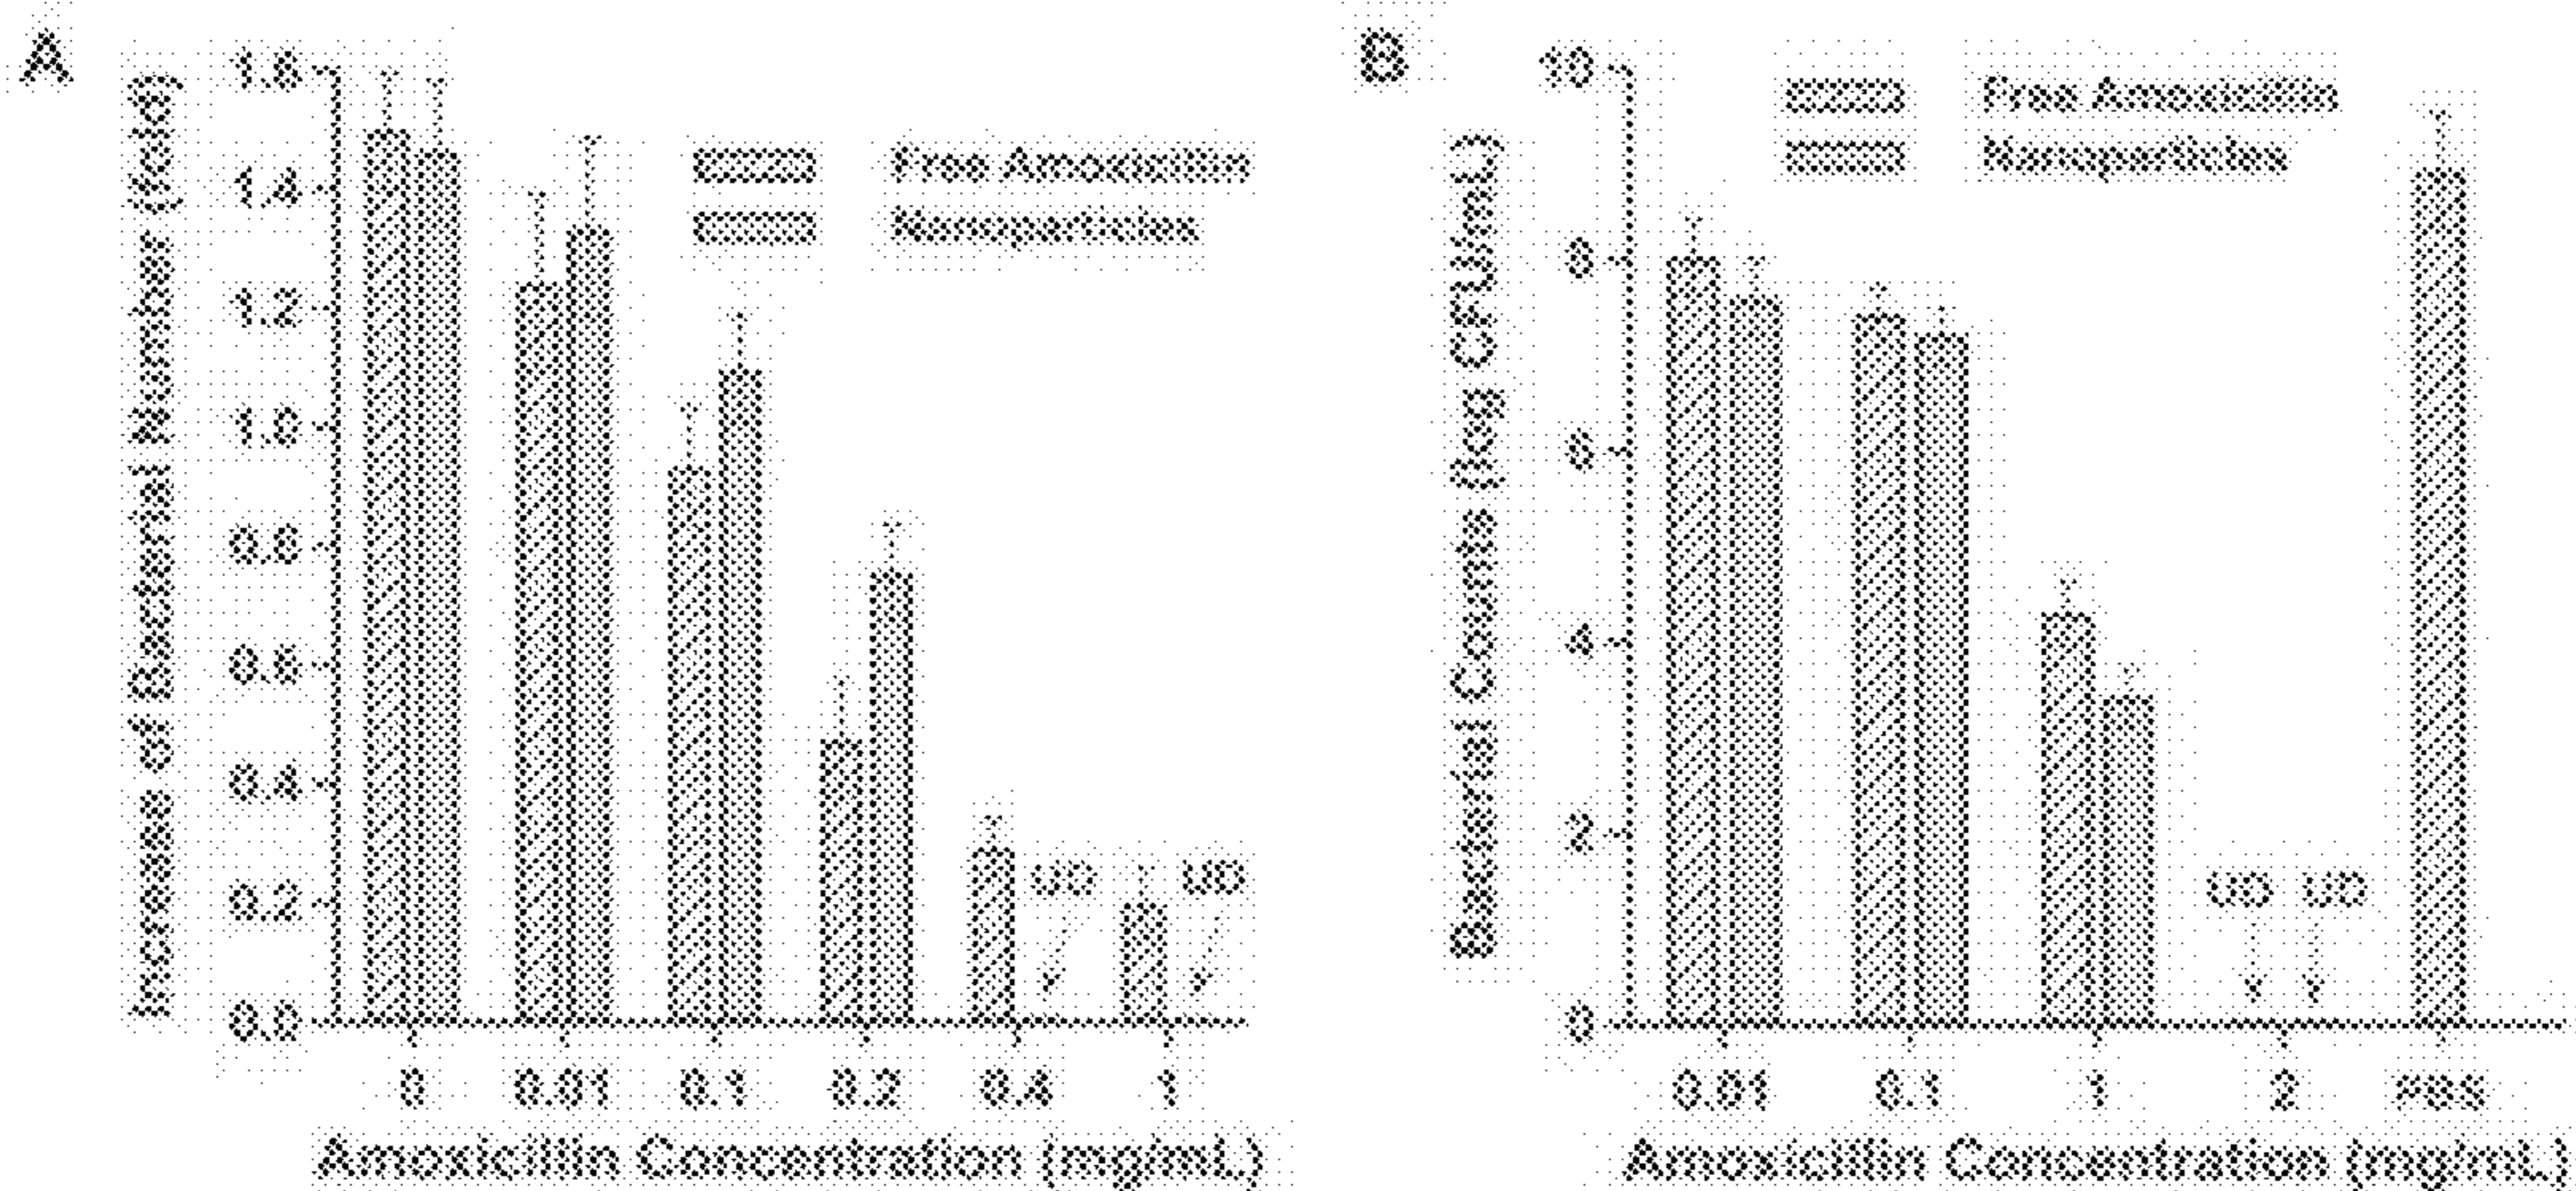 A
Increase of Bacterial Number (fold)
1.6
1.4
1.2
1.0
0.8
0.6
0.4
0.2
0.0
Free Amoxicillin
Nanoparticles
UD
UD
0 0.01 0.1 0.2 0.4 1
Amoxicillin Concentration (mg/mL)
B
Bacterial Counts (log CFU/mL)
10
8
6
4
2
0
Free Amoxicillin
Nanoparticles
UD UD
0.01 0.1 1 2 PBS
Amoxicillin Concentration (mg/mL)